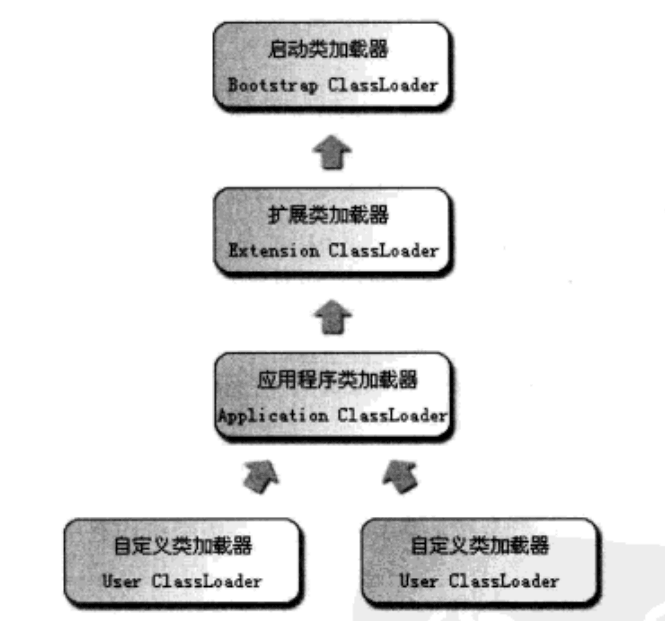 启动类加载器
Bootstrap ClassLoader
扩展类加载器
Extension ClassLoader
应用程序类加载器
Application ClassLoader
自定义类加载器
User ClassLoader
自定义类加载器
User ClassLoader